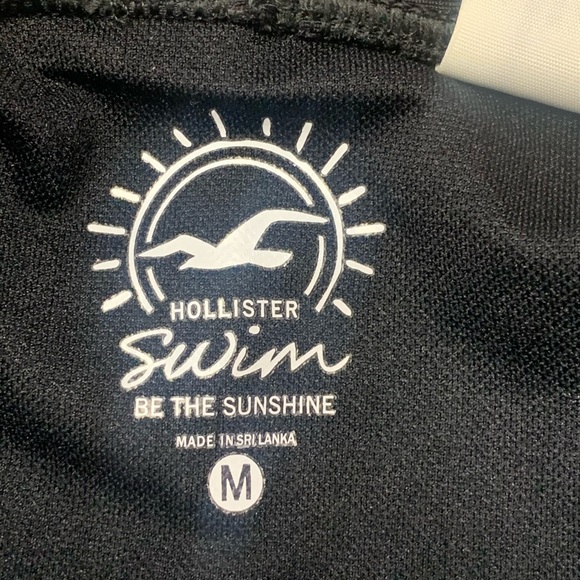 HOLLISTER
Swim
BE THE SUNSHINE
MADE IN SRI LANKA
M